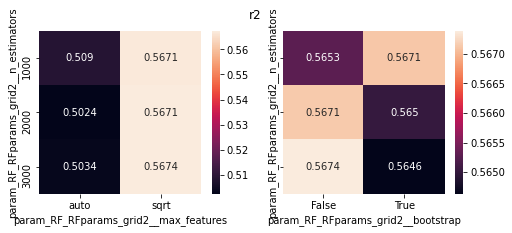 r2
param_RF_RFparams_grid2__n_estimators
1000
2000
3000
0.509
0.5671
0.5024
0.5671
0.5034
0.5674
auto
sqrt
param_RF_RFparams_grid2__max_features
0.56
0.55
0.54
0.53
0.52
0.51
param_RF_RFparams_grid2__n_estimators
0.5653
0.5671
0.5671
0.565
0.5674
0.5646
False
True
param_RF_RFparams_grid2__bootstrap
0.5670
0.5665
0.5660
0.5655
0.5650